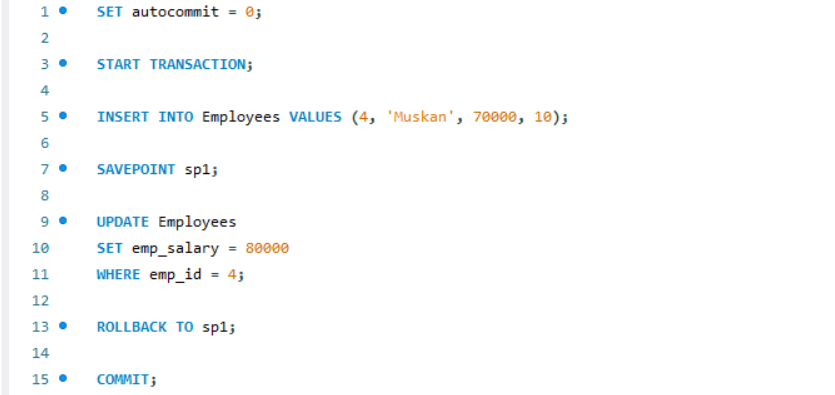 1 SET autocommit = 0;
2
3 START TRANSACTION;
4
5 INSERT INTO Employees VALUES (4, 'Muskan', 70000, 10);
6
7 SAVEPOINT sp1;
8
9 UPDATE Employees
10 SET emp_salary = 80000
11 WHERE emp_id = 4;
12
13 ROLLBACK TO sp1;
14
15 COMMIT;